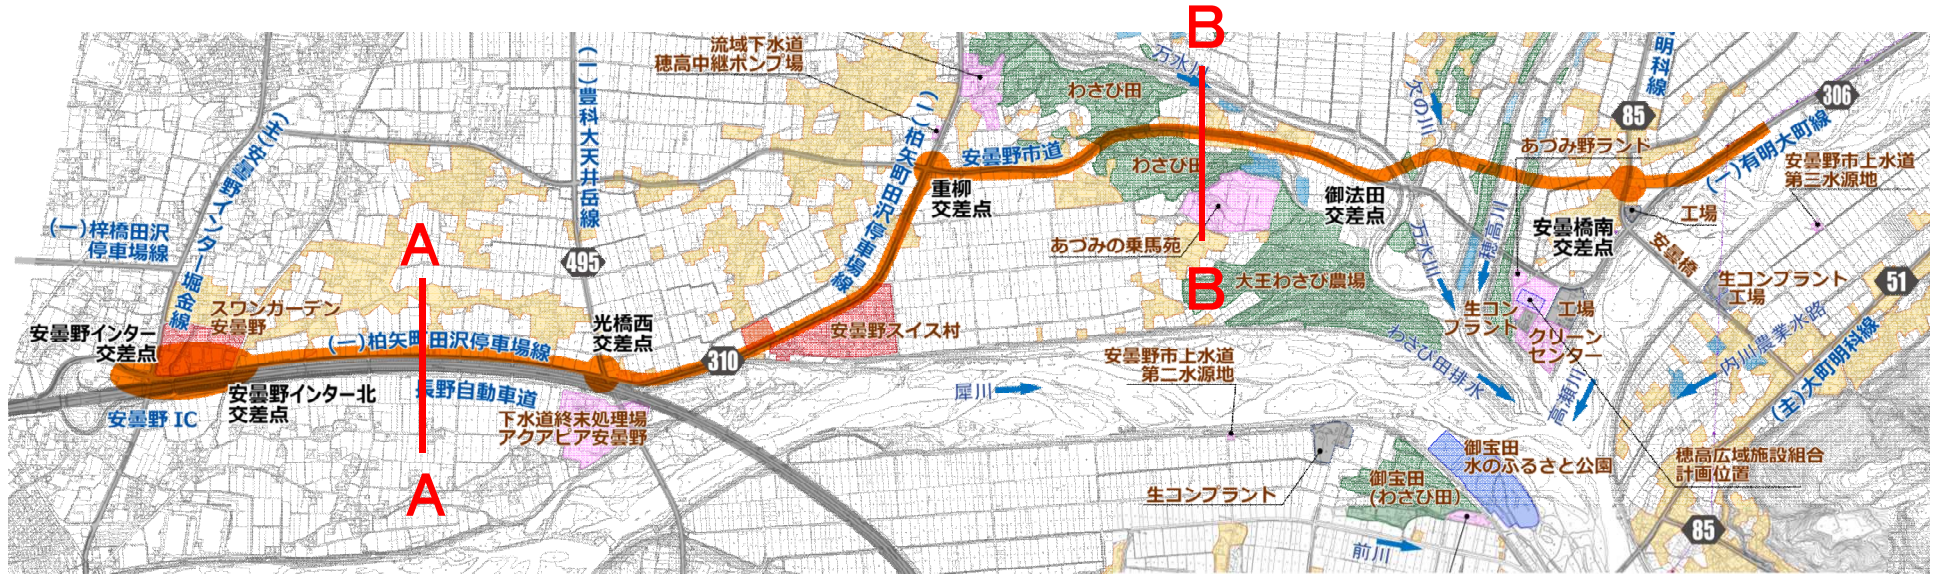 B
流域下水道
穂高中継ポンプ場
万水川
わさび田
欠の川
明科線
85
306
(一)有明大町線
あづみ野ランド
安曇野市上水道
第三水源地
(主)安曇野インター堀金線
(一)豊科大天井岳線
(一)柏矢町田沢停車場線
安曇野市道
重柳
交差点
わさび田
御法田
交差点
穂高川
万水川
安曇橋南
交差点
工場
安曇橋
(一)梓橋田沢
停車場線
A
495
あづみの乗馬苑
B
大王わさび農場
生コンプラント
工場
51
スワンガーデン
安曇野
安曇野インター
交差点
(一)柏矢町田沢停車場線
光橋西
交差点
安曇野スイス村
310
生コン
プラント
工場
クリーン
センター
内川農業水路
(主)大町明科線
わさび田排水
高瀬川
安曇野市上水道
第二水源地
安曇野インター北
交差点
長野自動車道
安曇野 IC
下水道終末処理場
アクアピア安曇野
犀川
A
生コンプラント
御宝田
(わさび田)
御宝田
水のふるさと公園
穂高広域施設組合
計画位置
前川
85